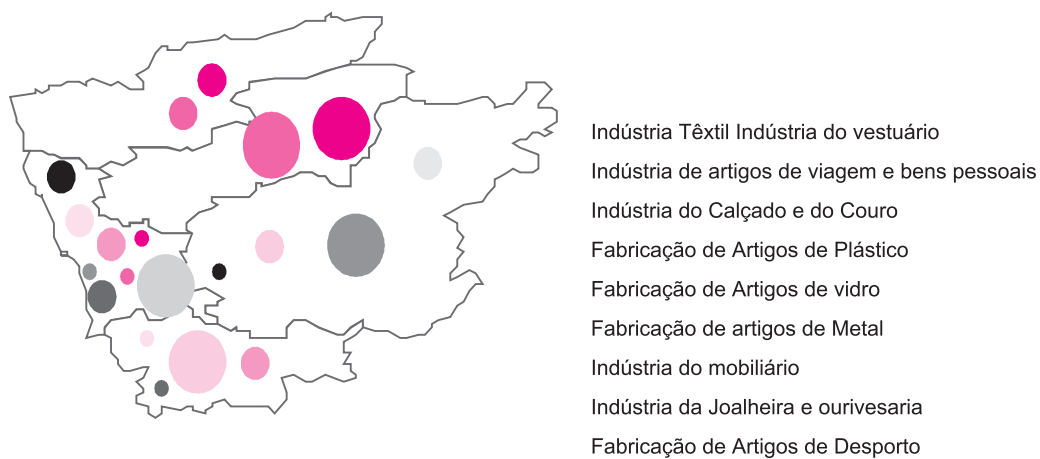 Indústria Têxtil Indústria do vestuário
Indústria de artigos de viagem e bens pessoais
Indústria do Calçado e do Couro
Fabricação de Artigos de Plástico
Fabricação de Artigos de vidro
Fabricação de artigos de Metal
Indústria do mobiliário
Indústria da Joalheira e ourivesaria
Fabricação de Artigos de Desporto